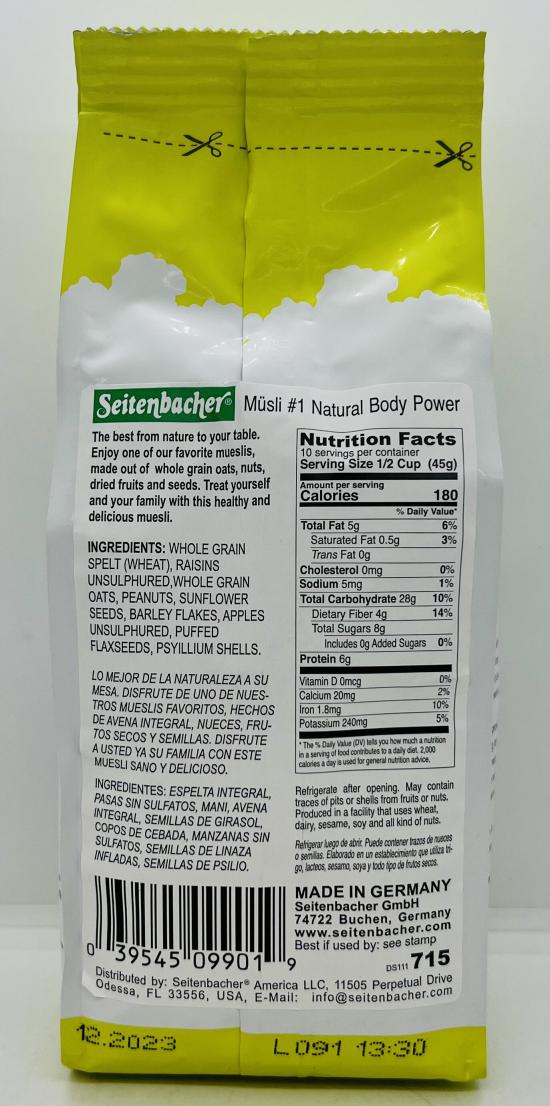 Seitenbacher® Müsli #1 Natural Body Power
The best from nature to your table.
Enjoy one of our favorite mueslis,
made out of whole grain oats, nuts,
dried fruits and seeds. Treat yourself
and your family with this healthy and
delicious muesli.
INGREDIENTS: WHOLE GRAIN
SPELT (WHEAT), RAISINS
UNSULPHURED,WHOLE GRAIN
OATS, PEANUTS, SUNFLOWER
SEEDS, BARLEY FLAKES, APPLES
UNSULPHURED, PUFFED
FLAXSEEDS, PSYILLIUM SHELLS.
LO MEJOR DE LA NATURALEZA A SU
MESA. DISFRUTE DE UNO DE NUES-
TROS MUESLIS FAVORITOS, HECHOS
DE AVENA INTEGRAL, NUECES, FRU-
TOS SECOS Y SEMILLAS. DISFRUTE
A USTED YA SU FAMILIA CON ESTE
MUESLI SANO Y DELICIOSO.
INGREDIENTES: ESPELTA INTEGRAL,
PASAS SIN SULFATOS, MANI, AVENA
INTEGRAL, SEMILLAS DE GIRASOL,
COPOS DE CEBADA, MANZANAS SIN
SULFATOS, SEMILLAS DE LINAZA
INFLADAS, SEMILLAS DE PSILIO.
Nutrition Facts
10 servings per container
Serving Size 1/2 Cup (45g)
Amount per serving
Calories 180
% Daily Value*
Total Fat 5g 6%
Saturated Fat 0.5g 3%
Trans Fat 0g
Cholesterol 0mg 0%
Sodium 5mg 1%
Total Carbohydrate 28g 10%
Dietary Fiber 4g 14%
Total Sugars 8g
Includes 0g Added Sugars 0%
Protein 6g
Vitamin D 0mcg 0%
Calcium 20mg 2%
Iron 1.8mg 10%
Potassium 240mg 5%
* The % Daily Value (DV) tells you how much a nutrition
in a serving of food contributes to a daily diet. 2,000
calories a day is used for general nutrition advice.
Refrigerate after opening. May contain
traces of pits or shells from fruits or nuts.
Produced in a facility that uses wheat,
dairy, sesame, soy and all kind of nuts.
Refrigerar luego de abrir. Puede contener trazos de nueces
o semillas. Elaborado en un establecimiento que utiliza tri-
go, lacteos, sesamo, soya y todo tipo de frutos secos.
MADE IN GERMANY
Seitenbacher GmbH
74722 Buchen, Germany
www.seitenbacher.com
Best if used by: see stamp
DS111 715
0 39545 09901 9
Distributed by: Seitenbacher® America LLC, 11505 Perpetual Drive
Odessa, FL 33556, USA, E-Mail: info@seitenbacher.com
12.2023 L091 13:30